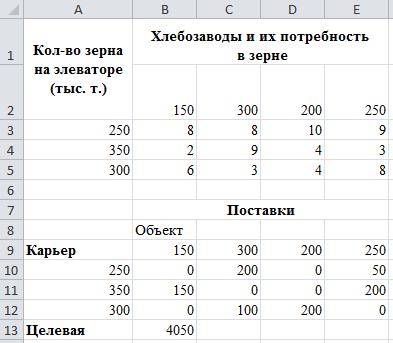 A B C D E
1 Кол-во зерна на элеваторе (тыс. т.) Хлебозаводы и их потребность в зерне
2 150 300 200 250
3 250 8 8 10 9
4 350 2 9 4 3
5 300 6 3 4 8
6
7 Поставки
8 Объект
9 Карьер 150 300 200 250
10 250 0 200 0 50
11 350 150 0 0 200
12 300 0 100 200 0
13 Целевая 4050